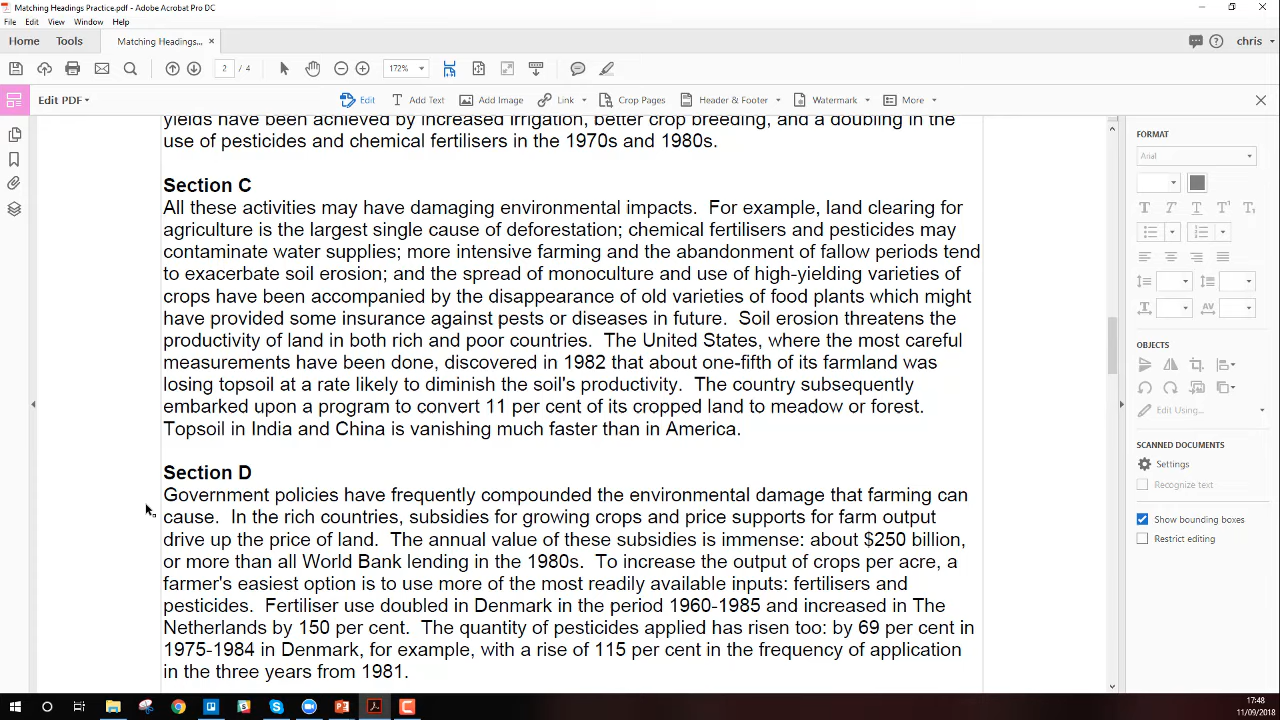 Matching Headings Practice.pdf - Adobe Acrobat Pro DC
File Edit View Window Help
Home Tools Matching Headings... × chris
2 / 4 172%
Edit PDF Edit Add Text Add Image Link Crop Pages Header & Footer Watermark More
yields have been achieved by increased irrigation, better crop breeding, and a doubling in the
use of pesticides and chemical fertilisers in the 1970s and 1980s.
Section C
All these activities may have damaging environmental impacts. For example, land clearing for
agriculture is the largest single cause of deforestation; chemical fertilisers and pesticides may
contaminate water supplies; more intensive farming and the abandonment of fallow periods tend
to exacerbate soil erosion; and the spread of monoculture and use of high-yielding varieties of
crops have been accompanied by the disappearance of old varieties of food plants which might
have provided some insurance against pests or diseases in future. Soil erosion threatens the
productivity of land in both rich and poor countries. The United States, where the most careful
measurements have been done, discovered in 1982 that about one-fifth of its farmland was
losing topsoil at a rate likely to diminish the soil's productivity. The country subsequently
embarked upon a program to convert 11 per cent of its cropped land to meadow or forest.
Topsoil in India and China is vanishing much faster than in America.
Section D
Government policies have frequently compounded the environmental damage that farming can
cause. In the rich countries, subsidies for growing crops and price supports for farm output
drive up the price of land. The annual value of these subsidies is immense: about $250 billion,
or more than all World Bank lending in the 1980s. To increase the output of crops per acre, a
farmer's easiest option is to use more of the most readily available inputs: fertilisers and
pesticides. Fertiliser use doubled in Denmark in the period 1960-1985 and increased in The
Netherlands by 150 per cent. The quantity of pesticides applied has risen too: by 69 per cent in
1975-1984 in Denmark, for example, with a rise of 115 per cent in the frequency of application
in the three years from 1981.
FORMAT
Arial
OBJECTS
Edit Using...
SCANNED DOCUMENTS
Settings
Recognize text
Show bounding boxes
Restrict editing
17:48
11/09/2018